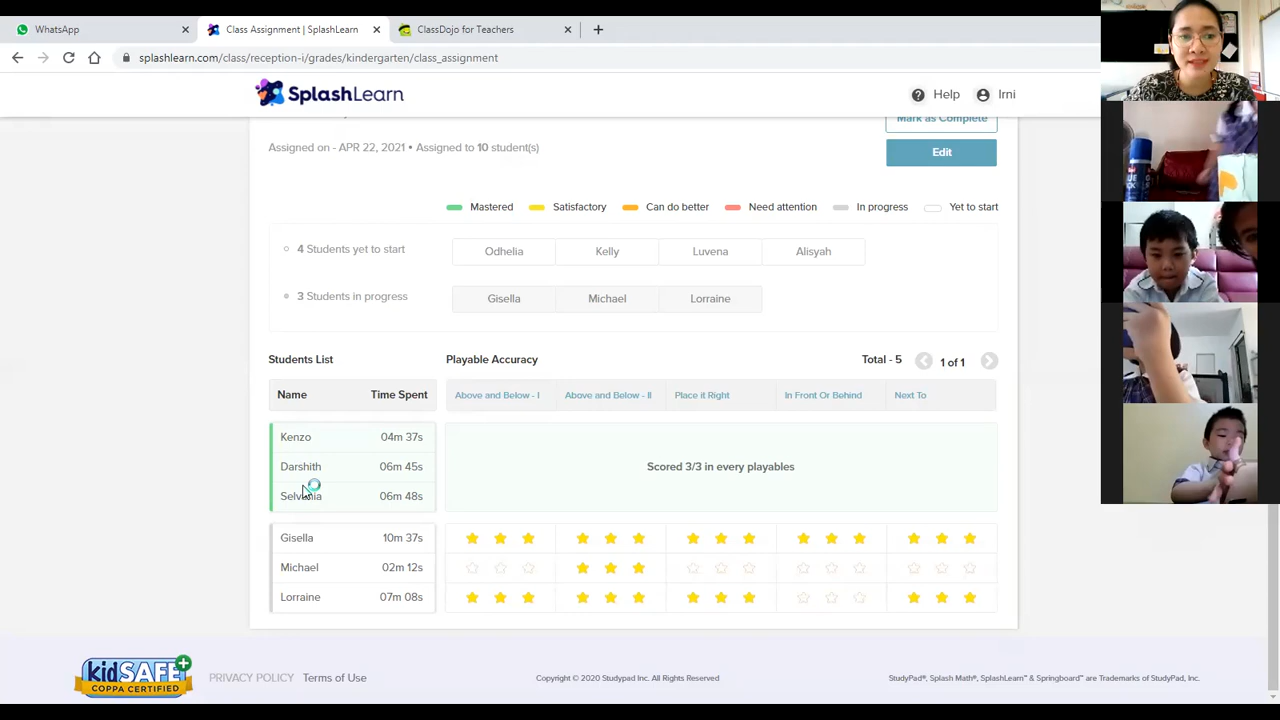 WhatsApp
Class Assignment | SplashLearn
ClassDojo for Teachers
splashlearn.com/class/reception-i/grades/kindergarten/class_assignment
SplashLearn
Help Irni
Mark as Complete
Assigned on - APR 22, 2021 • Assigned to 10 student(s)
Edit
Mastered Satisfactory Can do better Need attention In progress Yet to start
4 Students yet to start Odhelia Kelly Luvena Alisyah
3 Students in progress Gisella Michael Lorraine
Students List Playable Accuracy Total - 5 1 of 1
Name Time Spent Above and Below - I Above and Below - II Place it Right In Front Or Behind Next To
Kenzo 04m 37s
Darshith 06m 45s
Scored 3/3 in every playables
06m 48s
Gisella 10m 37s
Michael 02m 12s
Lorraine 07m 08s
kidSAFE
COPPA CERTIFIED
PRIVACY POLICY Terms of Use
Copyright © 2020 Studypad Inc. All Rights Reserved
StudyPad®, Splash Math®, SplashLearn™ & Springboard™ are Trademarks of StudyPad, Inc.